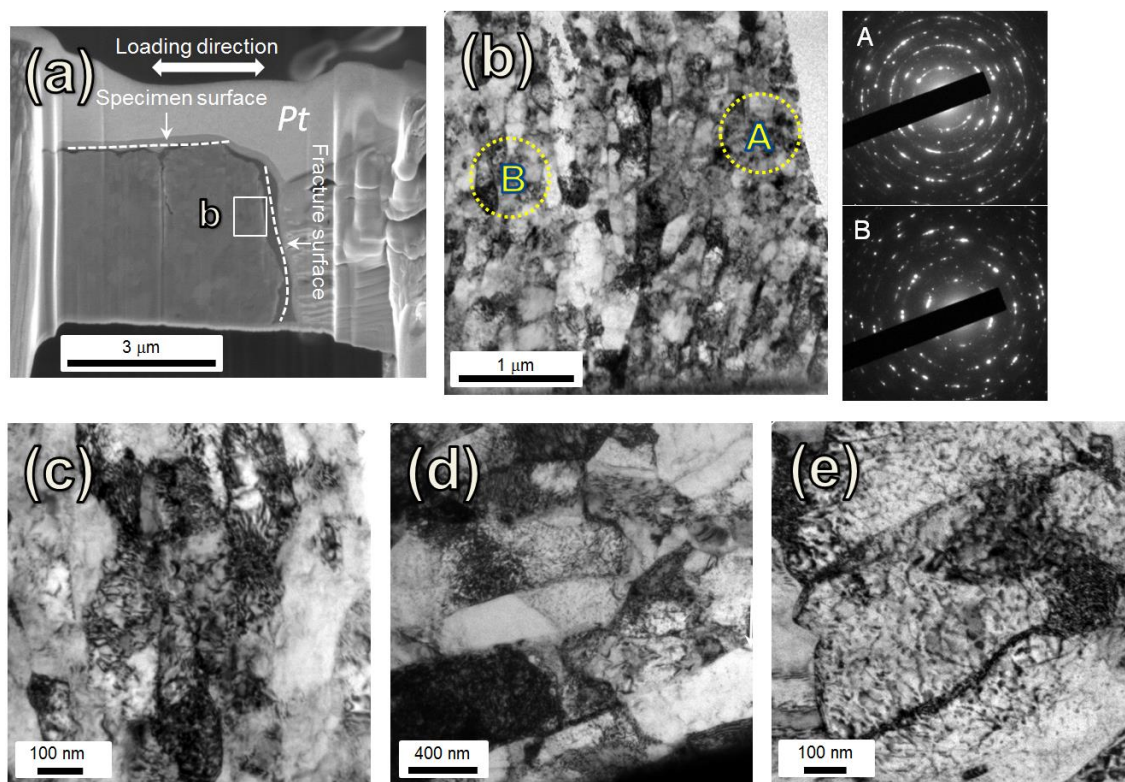 (a)
Loading direction
Specimen surface
Pt
Fracture surface
b
3 μm
(b)
A
B
1 μm
A
B
(c)
100 nm
(d)
400 nm
(e)
100 nm